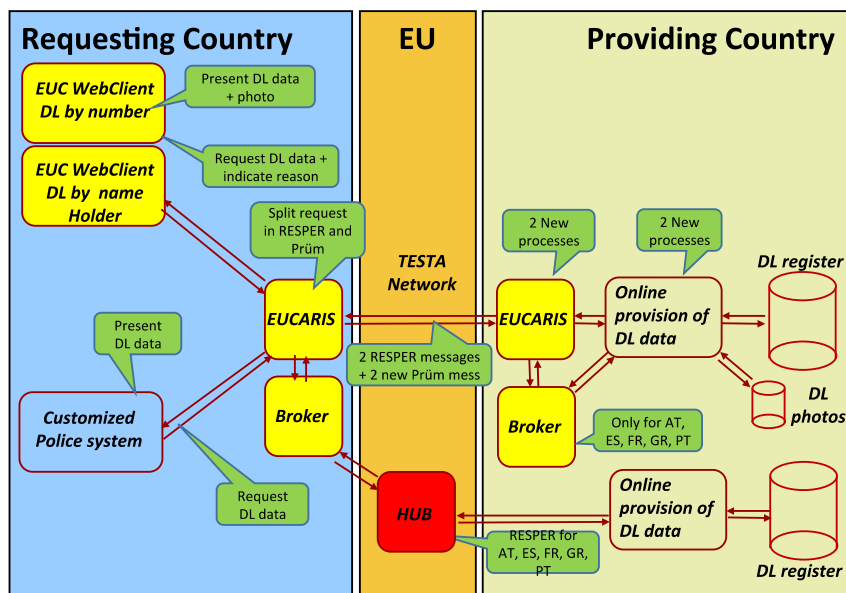 Requesting Country
EU
Providing Country
EUC WebClient
DL by number
Present DL data
+ photo
Request DL data +
indicate reason
EUC WebClient
DL by name
Holder
Split request
in RESPER and
Prüm
2 New
processes
2 New
processes
TESTA
Network
DL register
EUCARIS
EUCARIS
Online
provision of
DL data
Present
DL data
2 RESPER messages
+ 2 new Prüm mess
Customized
Police system
Broker
Broker
Only for AT,
ES, FR, GR, PT
DL
photos
Request
DL data
HUB
Online
provision of
DL data
RESPER for
AT, ES, FR, GR,
PT
DL register